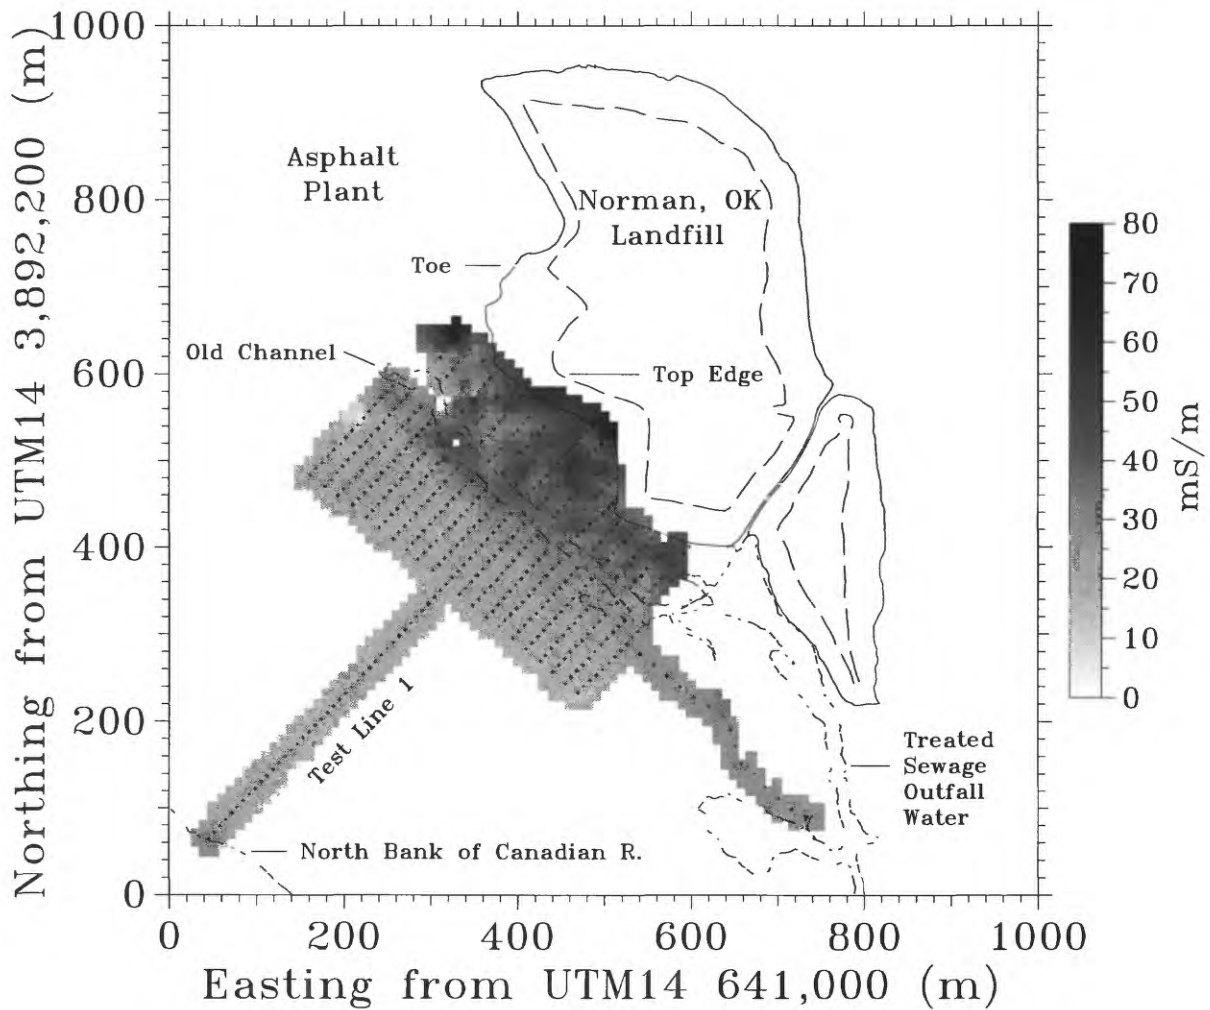 Northing from UTM14 3,892,200 (m)
1000
800
600
400
200
0
Asphalt
Plant
Norman, OK
Landfill
Toe
Old Channel
Top Edge
Test Line 1
North Bank of Canadian R.
Treated
Sewage
Outfall
Water
80
70
60
50
40
30
20
10
0
mS/m
0
200
400
600
800
1000
Easting from UTM14 641,000 (m)